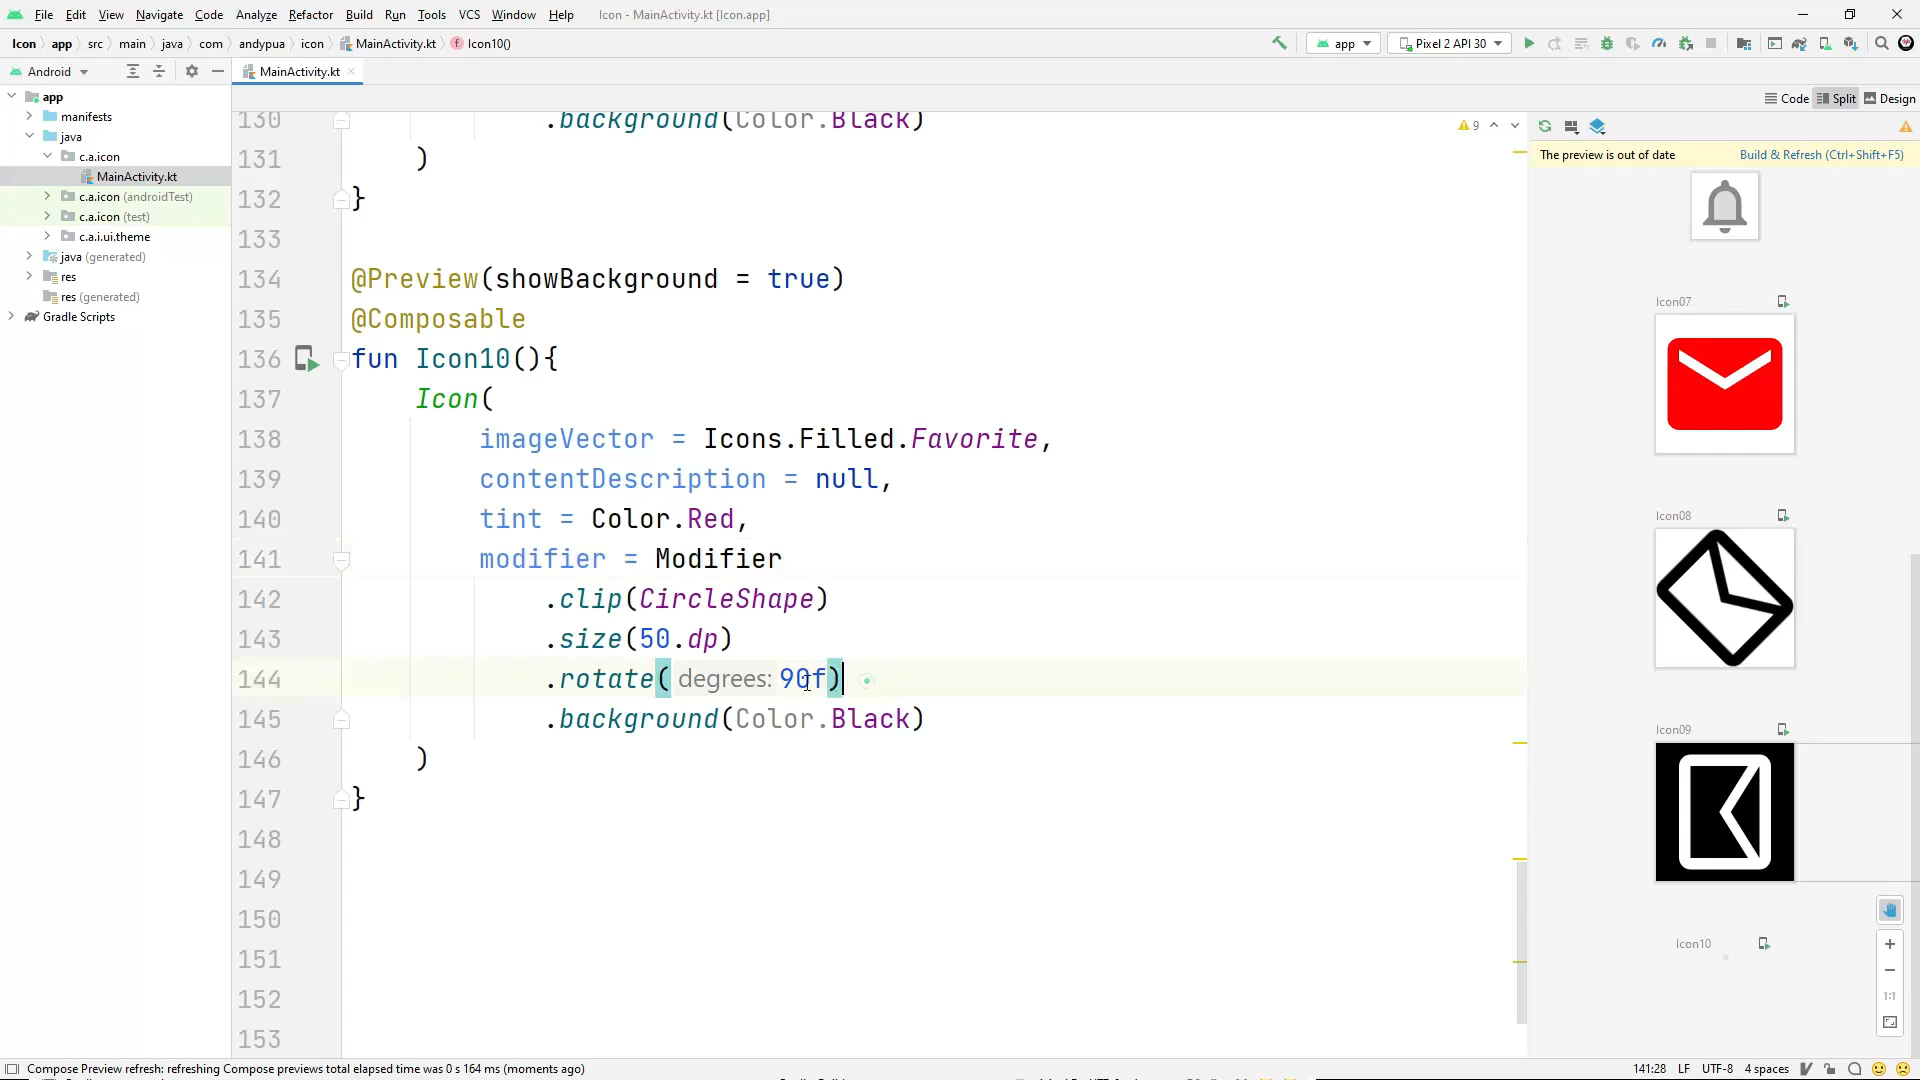 File Edit View Navigate Code Analyze Refactor Build Run Tools VCS Window Help Icon - MainActivity.kt [Icon.app]
Icon app src main java com andypua icon MainActivity.kt Icon10() app Pixel 2 API 30
Android MainActivity.kt
Code Split Design
app
manifests
java
c.a.icon
MainActivity.kt
c.a.icon (androidTest)
c.a.icon (test)
c.a.i.ui.theme
java (generated)
res
res (generated)
Gradle Scripts
130 .background(Color.Black)
131 )
132 }
133
134 @Preview(showBackground = true)
135 @Composable
136 fun Icon10(){
137 Icon(
138 imageVector = Icons.Filled.Favorite,
139 contentDescription = null,
140 tint = Color.Red,
141 modifier = Modifier
142 .clip(CircleShape)
143 .size(50.dp)
144 .rotate( degrees: 90f)
145 .background(Color.Black)
146 )
147 }
148
149
150
151
152
153
9
The preview is out of date Build & Refresh (Ctrl+Shift+F5)
Icon07
Icon08
Icon09
Icon10
1:1
Compose Preview refresh: refreshing Compose previews total elapsed time was 0 s 164 ms (moments ago) 141:28 LF UTF-8 4 spaces